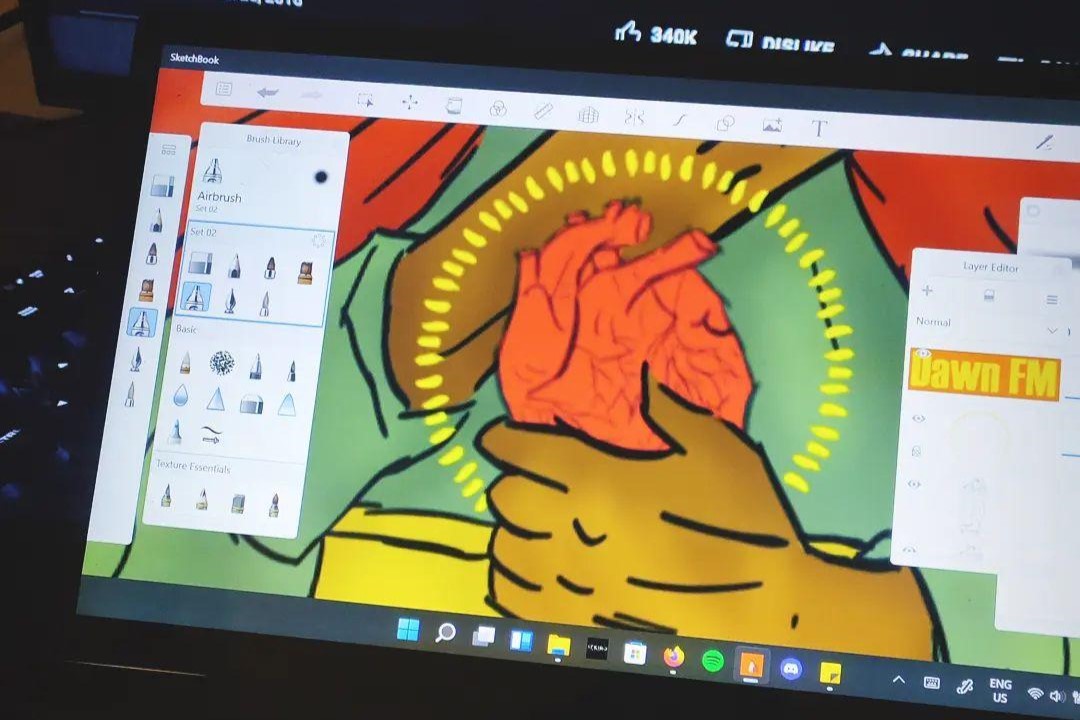 340K
DISLIKE
SHARE
SketchBook
Brush Library
Airbrush
Set 02
Set 02
Basic
Texture Essentials
T
Layer Editor
Normal
Dawn FM
ENG
US